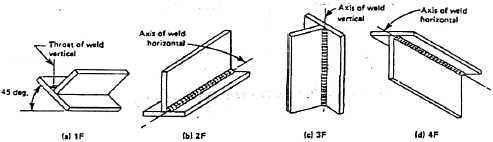 Throat of weld
vertical
45 deg.
(a) 1F
Axis of weld
horizontal
(b) 2F
Axis of weld
vertical
(c) 3F
Axis of weld
horizontal
(d) 4F